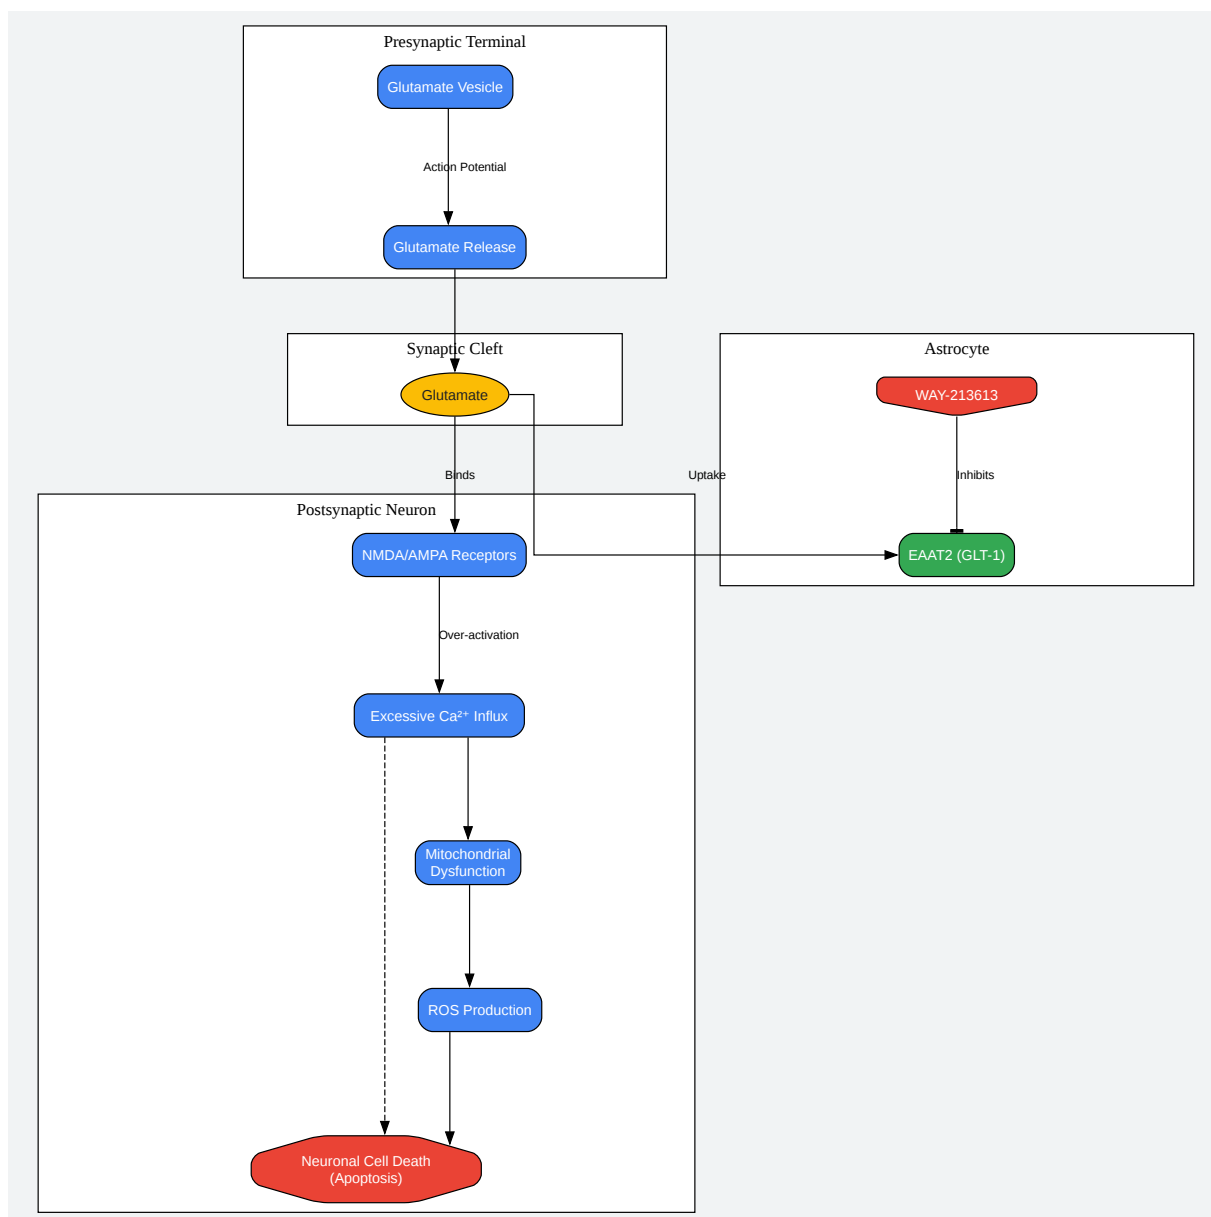 Presynaptic Terminal
Glutamate Vesicle
Action Potential
Glutamate Release
Synaptic Cleft
Glutamate
Astrocyte
WAY-213613
Binds
Uptake
Inhibits
Postsynaptic Neuron
NMDA/AMPA Receptors
EAAT2 (GLT-1)
Over-activation
Excessive Ca²⁺ Influx
Mitochondrial
Dysfunction
ROS Production
Neuronal Cell Death
(Apoptosis)